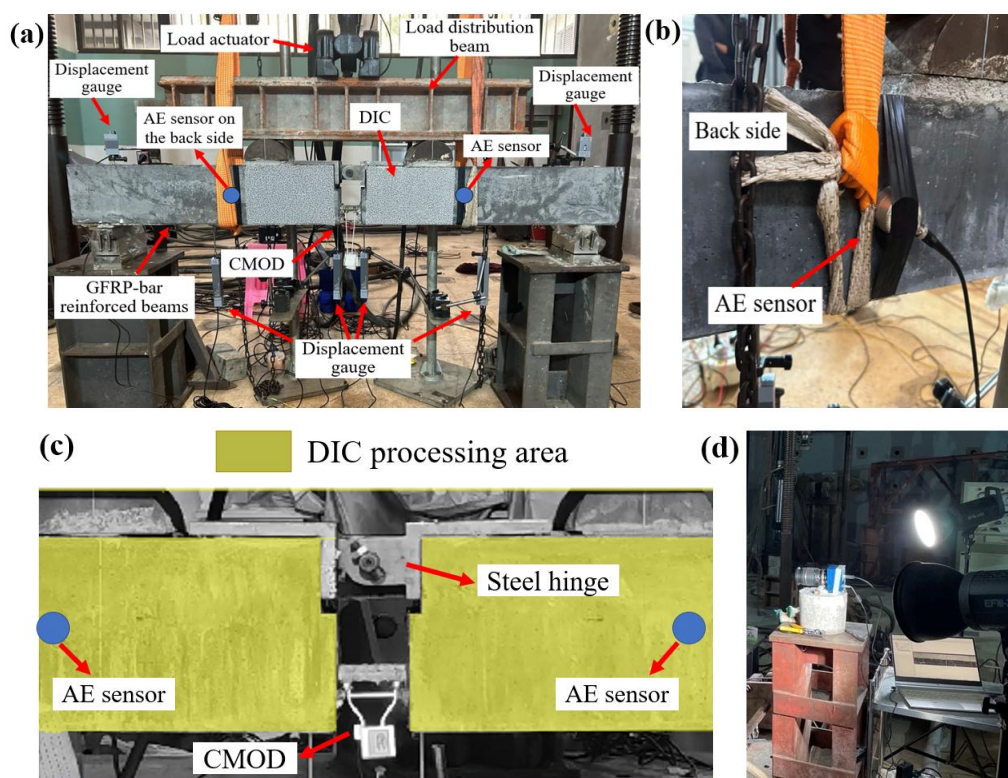 (a)
Load actuator
Load distribution
beam
Displacement
gauge
Displacement
gauge
AE sensor on
the back side
DIC
AE sensor
CMOD
GFRP-bar
reinforced beams
Displacement
gauge
(b)
Back side
AE sensor
(c)
DIC processing area
Steel hinge
AE sensor
AE sensor
CMOD
(d)